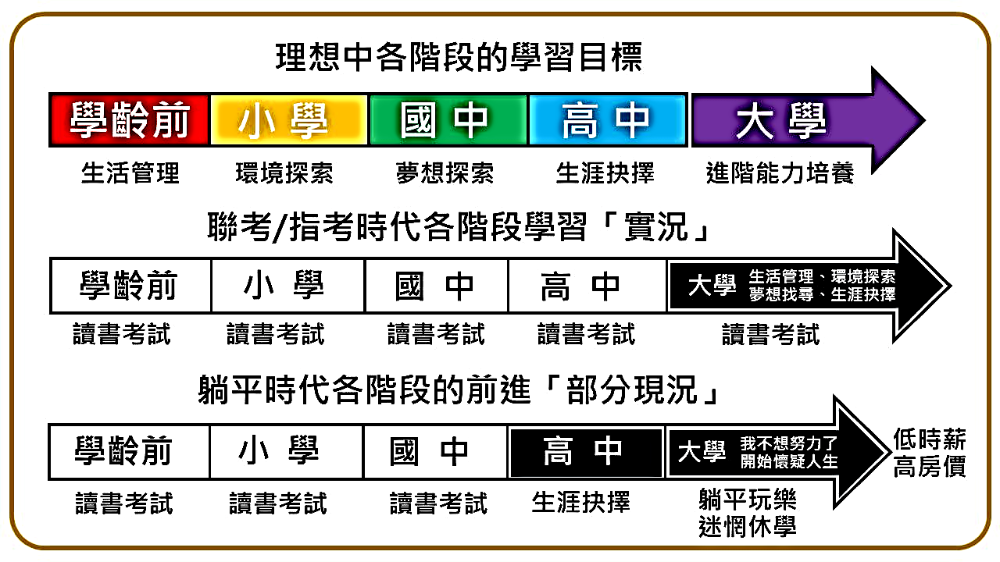 理想中各階段的學習目標
學齡前 小學 國中 高中 大學
生活管理 環境探索 夢想探索 生涯抉擇 進階能力培養
聯考/指考時代各階段學習「實況」
學齡前 小學 國中 高中 大學
生活管理、環境探索
夢想找尋、生涯抉擇
讀書考試 讀書考試 讀書考試 讀書考試 讀書考試
躺平時代各階段的前進「部分現況」
學齡前 小學 國中 高中 大學
我不想努力了
開始懷疑人生
低時薪
高房價
讀書考試 讀書考試 讀書考試 生涯抉擇
躺平玩樂
迷惘休學